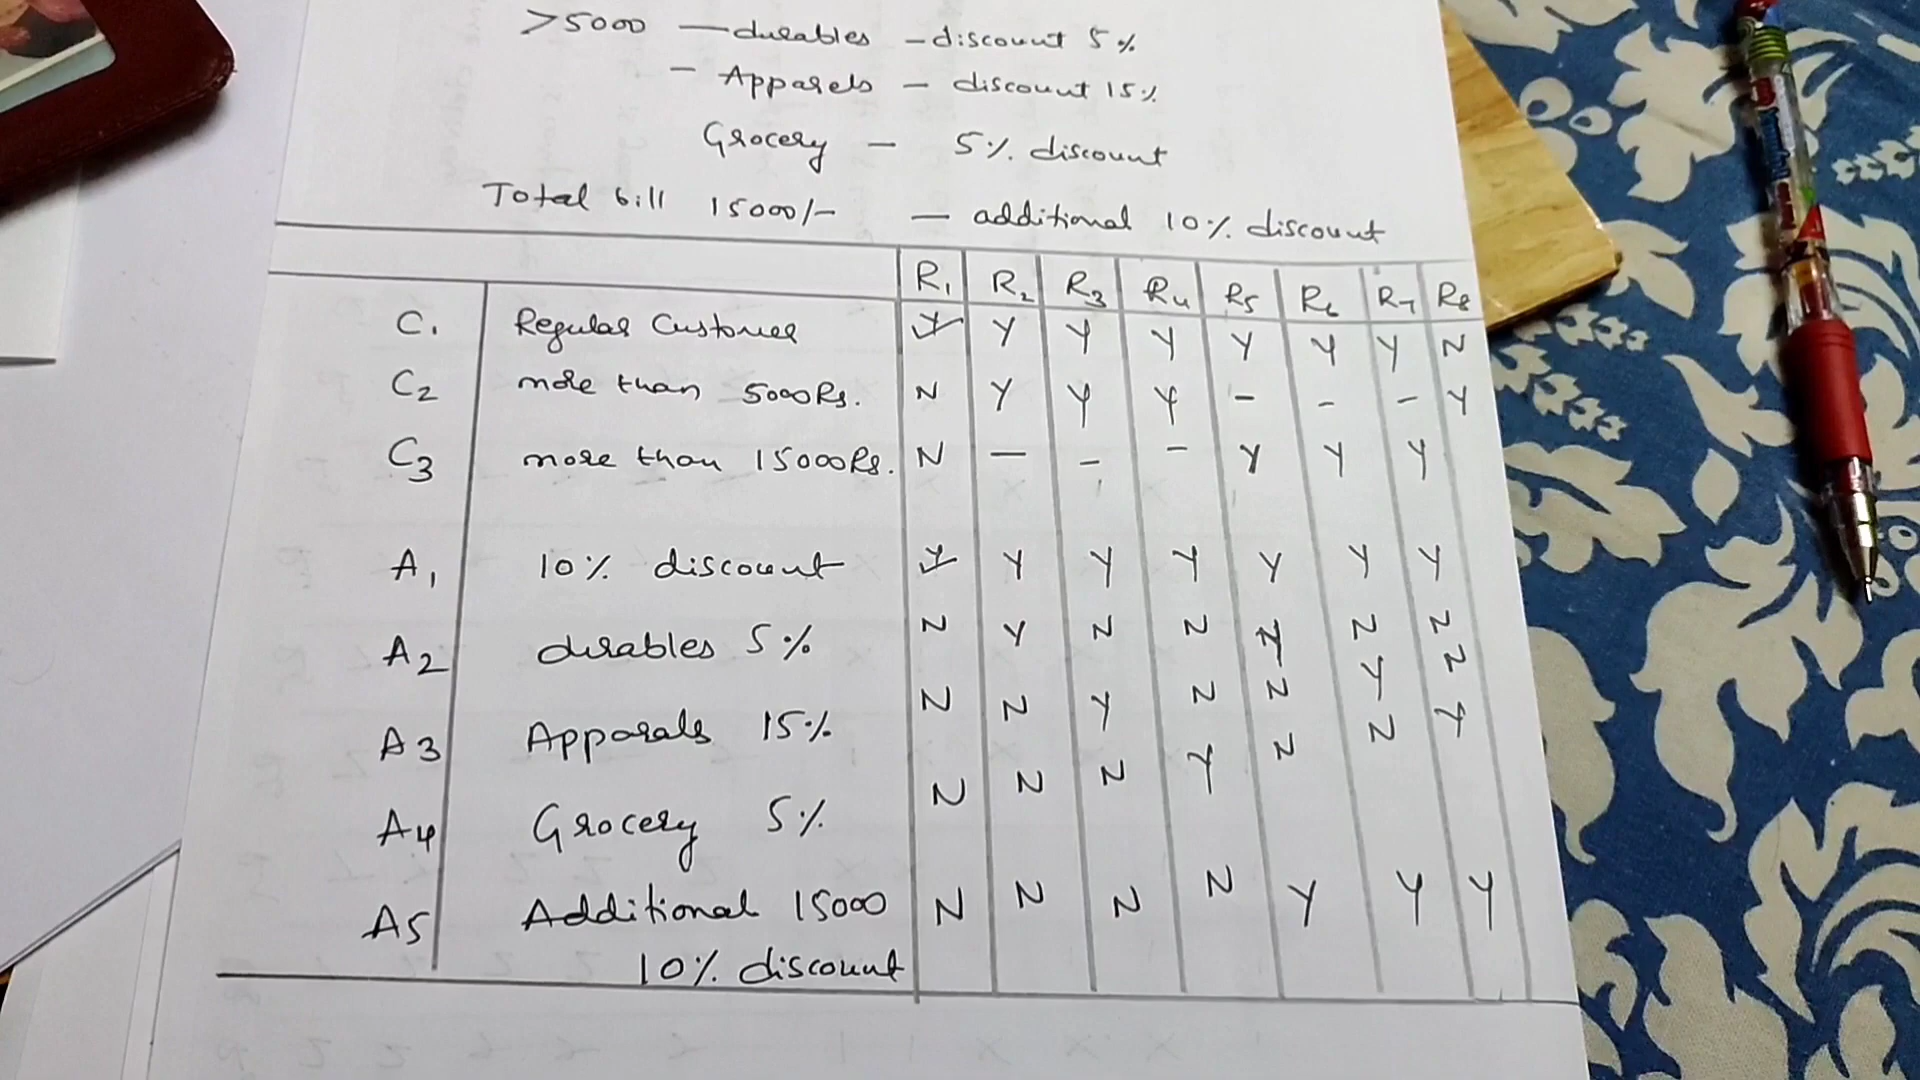 >5000 — durables - discount 5%
- Apparels - discount 15%
Grocery - 5% discount
Total bill 15000/- - additional 10% discount
R1 R2 R3 R4 R5 R6 R7 R8
C1 Regular Customer Y Y Y Y Y Y Y N
C2 more than 5000Rs. N Y Y Y - - - Y
C3 more than 15000Rs. N - - - Y Y Y
A1 10% discount Y Y Y Y Y Y Y
A2 durables 5% N Y N N Y N N
A3 Apparals 15% N N Y N N Y N
A4 Grocery 5% N N N Y N N Y
A5 Additional 15000 N N N N Y Y Y
10% discount